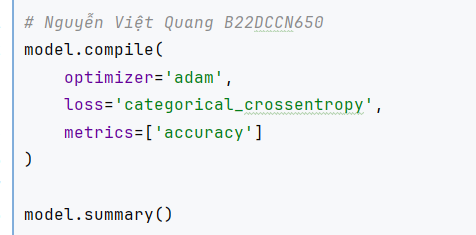 # Nguyễn Việt Quang B22DCCN650
model.compile(
    optimizer='adam',
    loss='categorical_crossentropy',
    metrics=['accuracy']
)

model.summary()